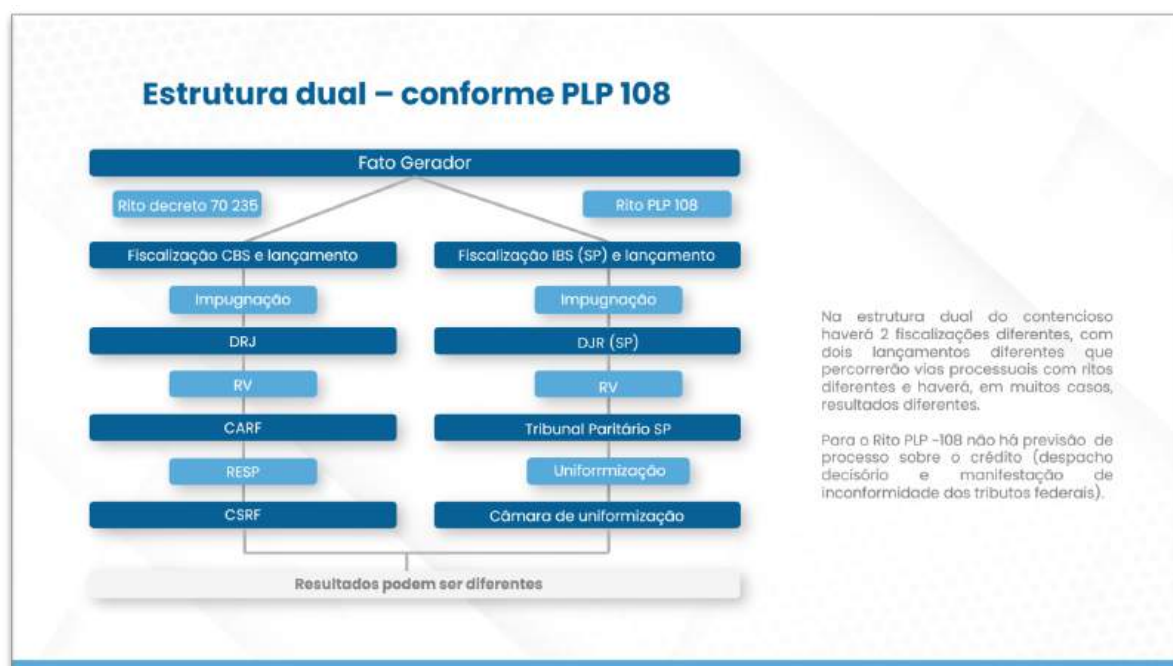 Estrutura dual – conforme PLP 108
Fato Gerador
Rito decreto 70 235
Rito PLP 108
Fiscalização CBS e lançamento
Fiscalização IBS (SP) e lançamento
Impugnação
Impugnação
DRJ
DJR (SP)
RV
RV
CARF
Tribunal Paritário SP
RESP
Uniforrmização
CSRF
Câmara de uniformização
Resultados podem ser diferentes
Na estrutura dual do contencioso
haverá 2 fiscalizações diferentes, com
dois lançamentos diferentes que
percorrerão vias processuais com ritos
diferentes e haverá, em muitos casos,
resultados diferentes.
Para o Rito PLP -108 não há previsão de
processo sobre o crédito (despacho
decisório e manifestação de
inconformidade dos tributos federais).